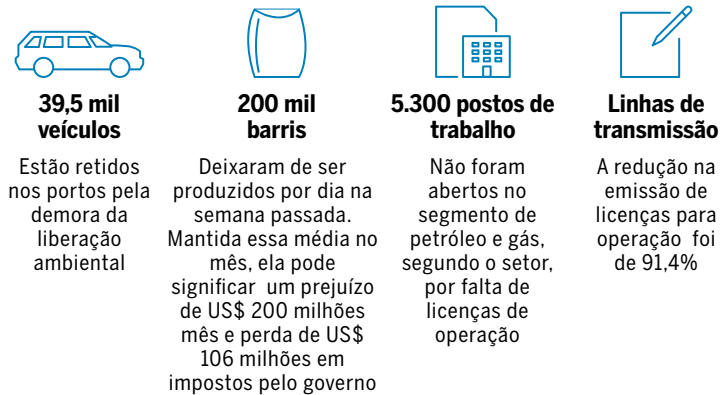 39,5 mil
veículos
Estão retidos
nos portos pela
demora da
liberação
ambiental
200 mil
barris
Deixaram de ser
produzidos por dia na
semana passada.
Mantida essa média no
mês, ela pode
significar um prejuízo
de US$ 200 milhões
mês e perda de US$
106 milhões em
impostos pelo governo
5.300 postos de
trabalho
Não foram
abertos no
segmento de
petróleo e gás,
segundo o setor,
por falta de
licenças de
operação
Linhas de
transmissão
A redução na
emissão de
licenças para
operação foi
de 91,4%